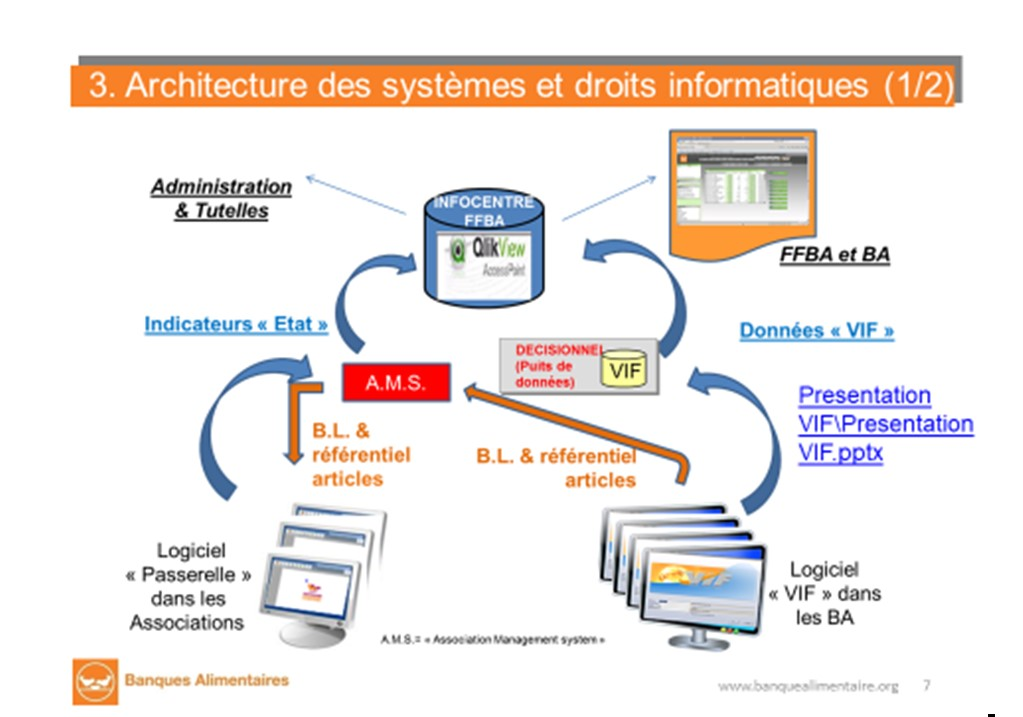 3. Architecture des systèmes et droits informatiques (1/2)
Administration
& Tutelles
INFOCENTRE
FFBA
QlikView
AccessPoint
FFBA et BA
Indicateurs « Etat »
Données « VIF »
A.M.S.
DECISIONNEL
(Puits de
données)
VIF
Presentation
VIF\Presentation
VIF.pptx
B.L. &
référentiel
articles
B.L. & référentiel
articles
Logiciel
« Passerelle »
dans les
Associations
VIF
Logiciel
« VIF » dans
les BA
A.M.S.= « Association Management system »
Banques Alimentaires
www.banquealimentaire.org
7